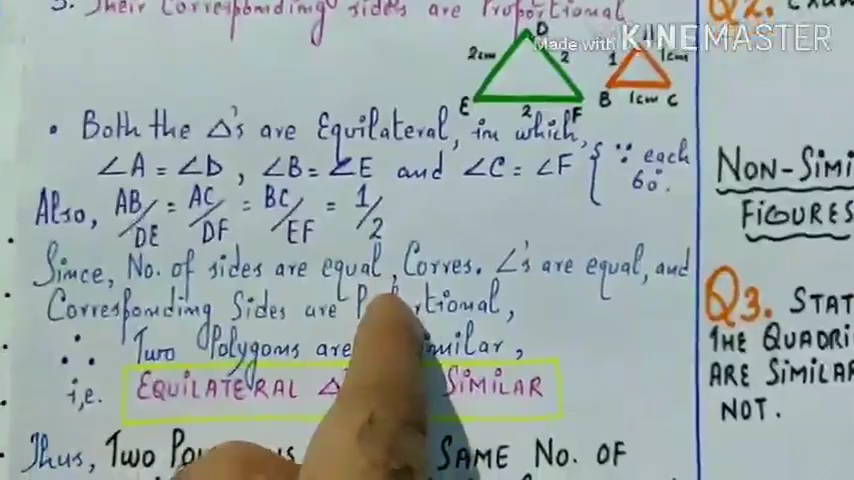 3. Their Corresponding sides are Proportional
D
2cm
2
E
2
F
1
1cm
B
1cm
C
Made with KINEMASTER
• Both the Δ's are Equilateral, in which,
∠A = ∠D, ∠B = ∠E and ∠C = ∠F { ∵ each 60°.
Also, AB/DE = AC/DF = BC/EF = 1/2
Since, No. of sides are equal, Corres. ∠'s are equal, and
Corresponding Sides are
∴ Two Polygons are
i,e. EQUILATERAL SIMILAR
Thus, TWO SAME NO. OF
Q2.
NON-SIMI
FIGURES
Q3. STAT
THE QUADRI
ARE SIMILAR
NOT.